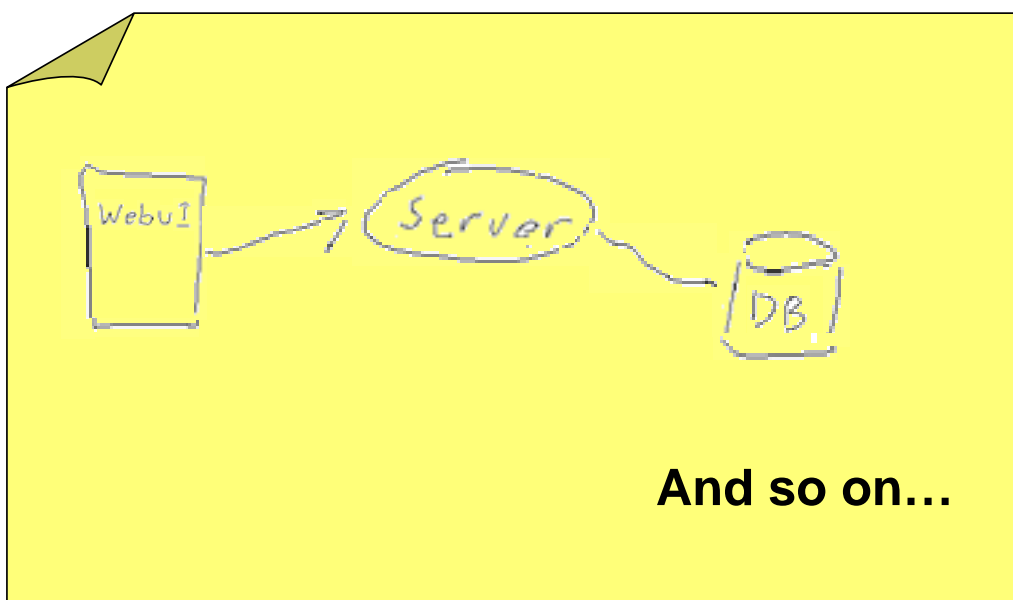 WebUI
Server
DB
And so on…